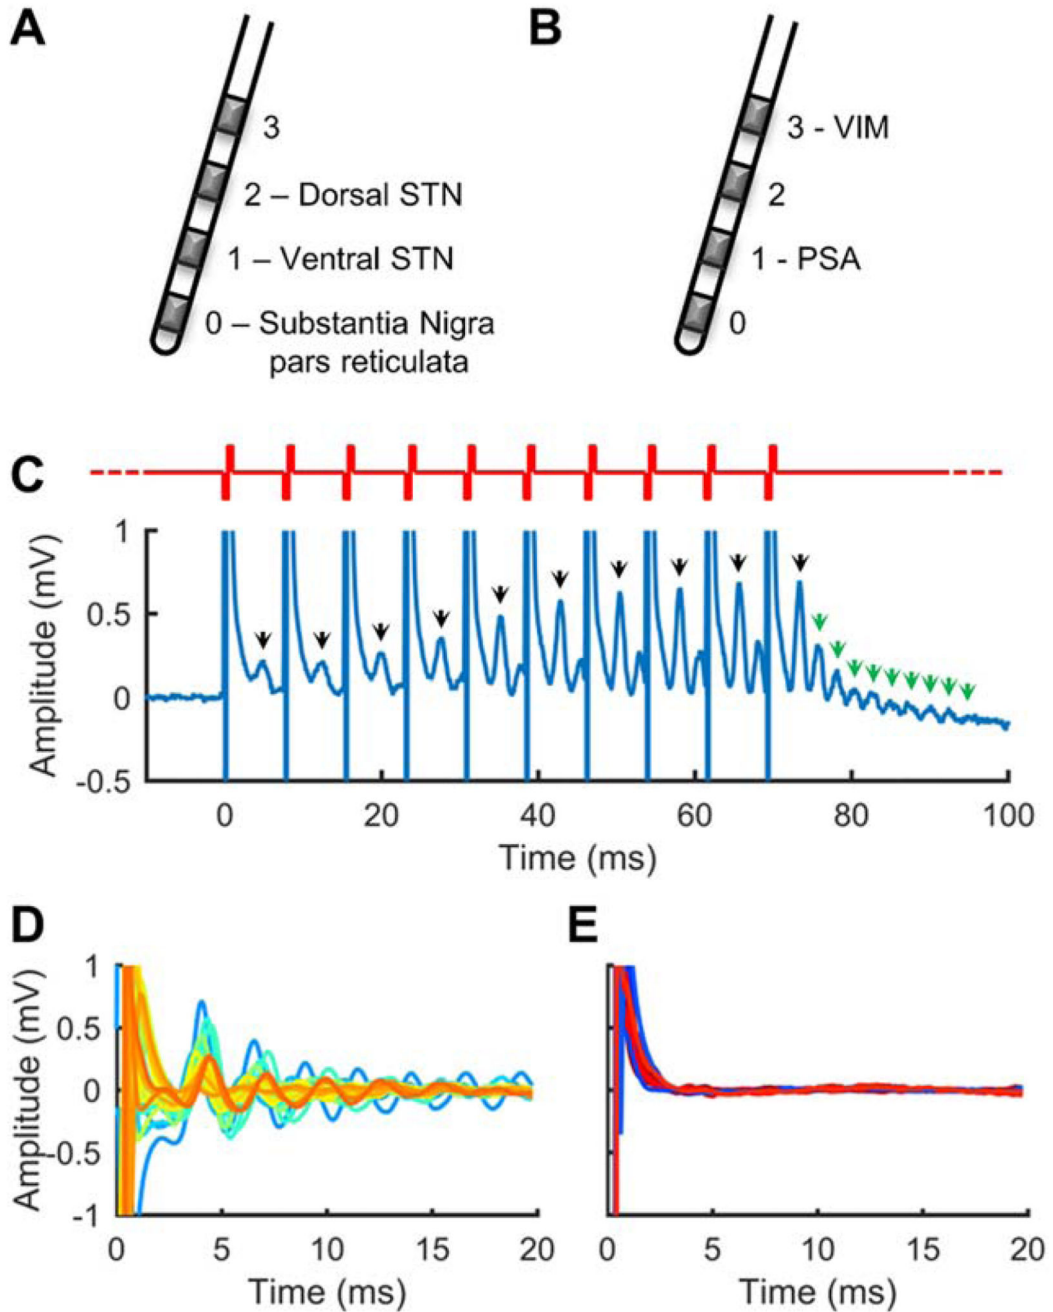 A
3
2 – Dorsal STN
1 – Ventral STN
0 – Substantia Nigra
pars reticulata
B
3 - VIM
2
1 - PSA
0
C
Amplitude (mV)
1
0.5
0
-0.5
0 20 40 60 80 100
Time (ms)
D
Amplitude (mV)
1
0.5
0
-0.5
-1
0 5 10 15 20
Time (ms)
E
0 5 10 15 20
Time (ms)